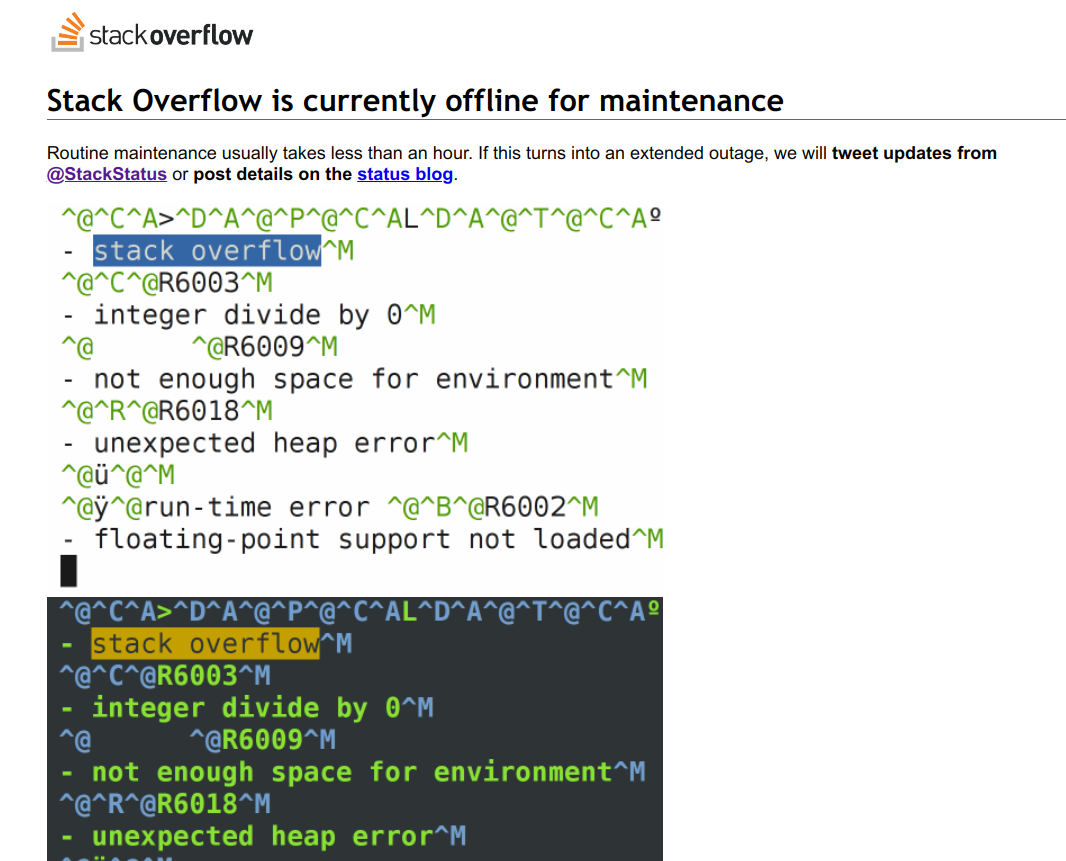 stackoverflow
Stack Overflow is currently offline for maintenance
Routine maintenance usually takes less than an hour. If this turns into an extended outage, we will tweet updates from
@StackStatus or post details on the status blog.
^@^C^A>^D^A^@^P^@^C^AL^D^A^@^T^@^C^Aº
- stack overflow^M
^@^C^@R6003^M
- integer divide by 0^M
^@      ^@R6009^M
- not enough space for environment^M
^@^R^@R6018^M
- unexpected heap error^M
^@ü^@^M
^@ÿ^@run-time error ^@^B^@R6002^M
- floating-point support not loaded^M
^@^C^A>^D^A^@^P^@^C^AL^D^A^@^T^@^C^Aº
- stack overflow^M
^@^C^@R6003^M
- integer divide by 0^M
^@      ^@R6009^M
- not enough space for environment^M
^@^R^@R6018^M
- unexpected heap error^M